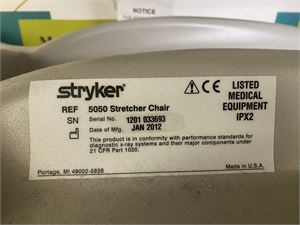 NOTICE
stryker®
REF 5050 Stretcher Chair
SN Serial No. 1201 033693
Date of Mfg. JAN 2012
CE
LISTED
MEDICAL
EQUIPMENT
IPX2
This product is in conformity with performance standards for
diagnostic x-ray systems and their major components under
21 CFR Part 1020.
Portage, MI 49002-5826
Made in U.S.A.